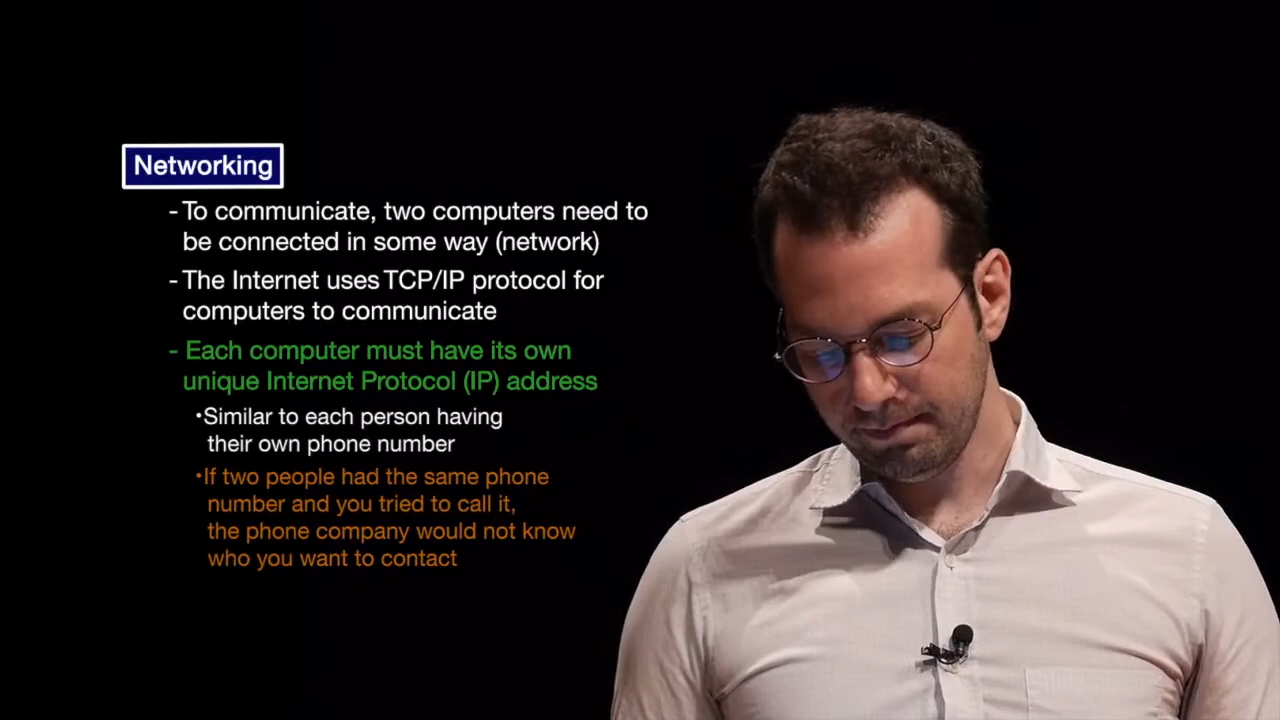 Networking
- To communicate, two computers need to
be connected in some way (network)
- The Internet uses TCP/IP protocol for
computers to communicate
- Each computer must have its own
unique Internet Protocol (IP) address
•Similar to each person having
their own phone number
•If two people had the same phone
number and you tried to call it,
the phone company would not know
who you want to contact